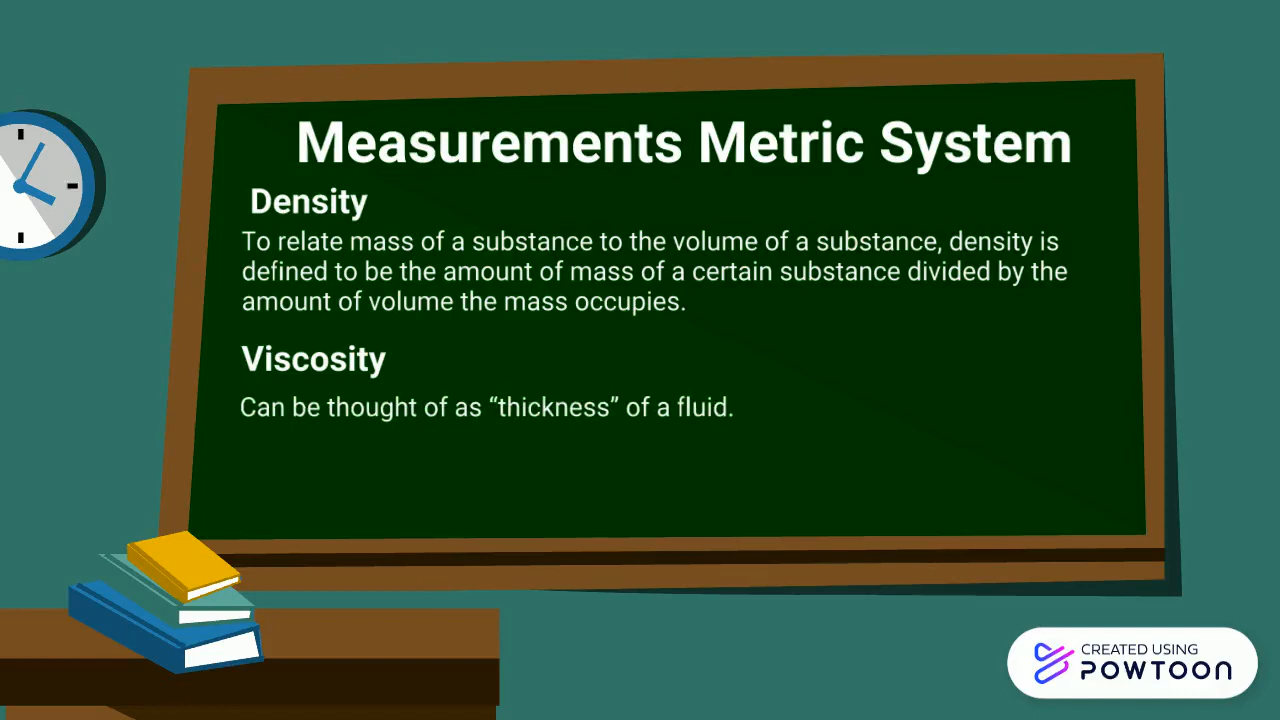 Measurements Metric System
Density
To relate mass of a substance to the volume of a substance, density is
defined to be the amount of mass of a certain substance divided by the
amount of volume the mass occupies.
Viscosity
Can be thought of as “thickness” of a fluid.
CREATED USING
POWTOON